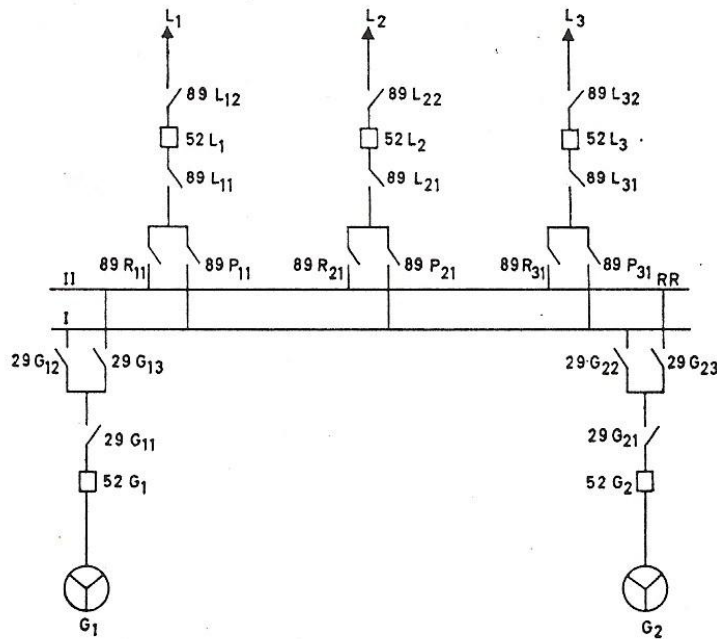 L1 L2 L3
89 L12 89 L22 89 L32
52 L1 52 L2 52 L3
89 L11 89 L21 89 L31
89 R11 89 P11 89 R21 89 P21 89 R31 89 P31
II RR
I
29 G12 29 G13 29 G22 29 G23
29 G11 29 G21
52 G1 52 G2
G1 G2